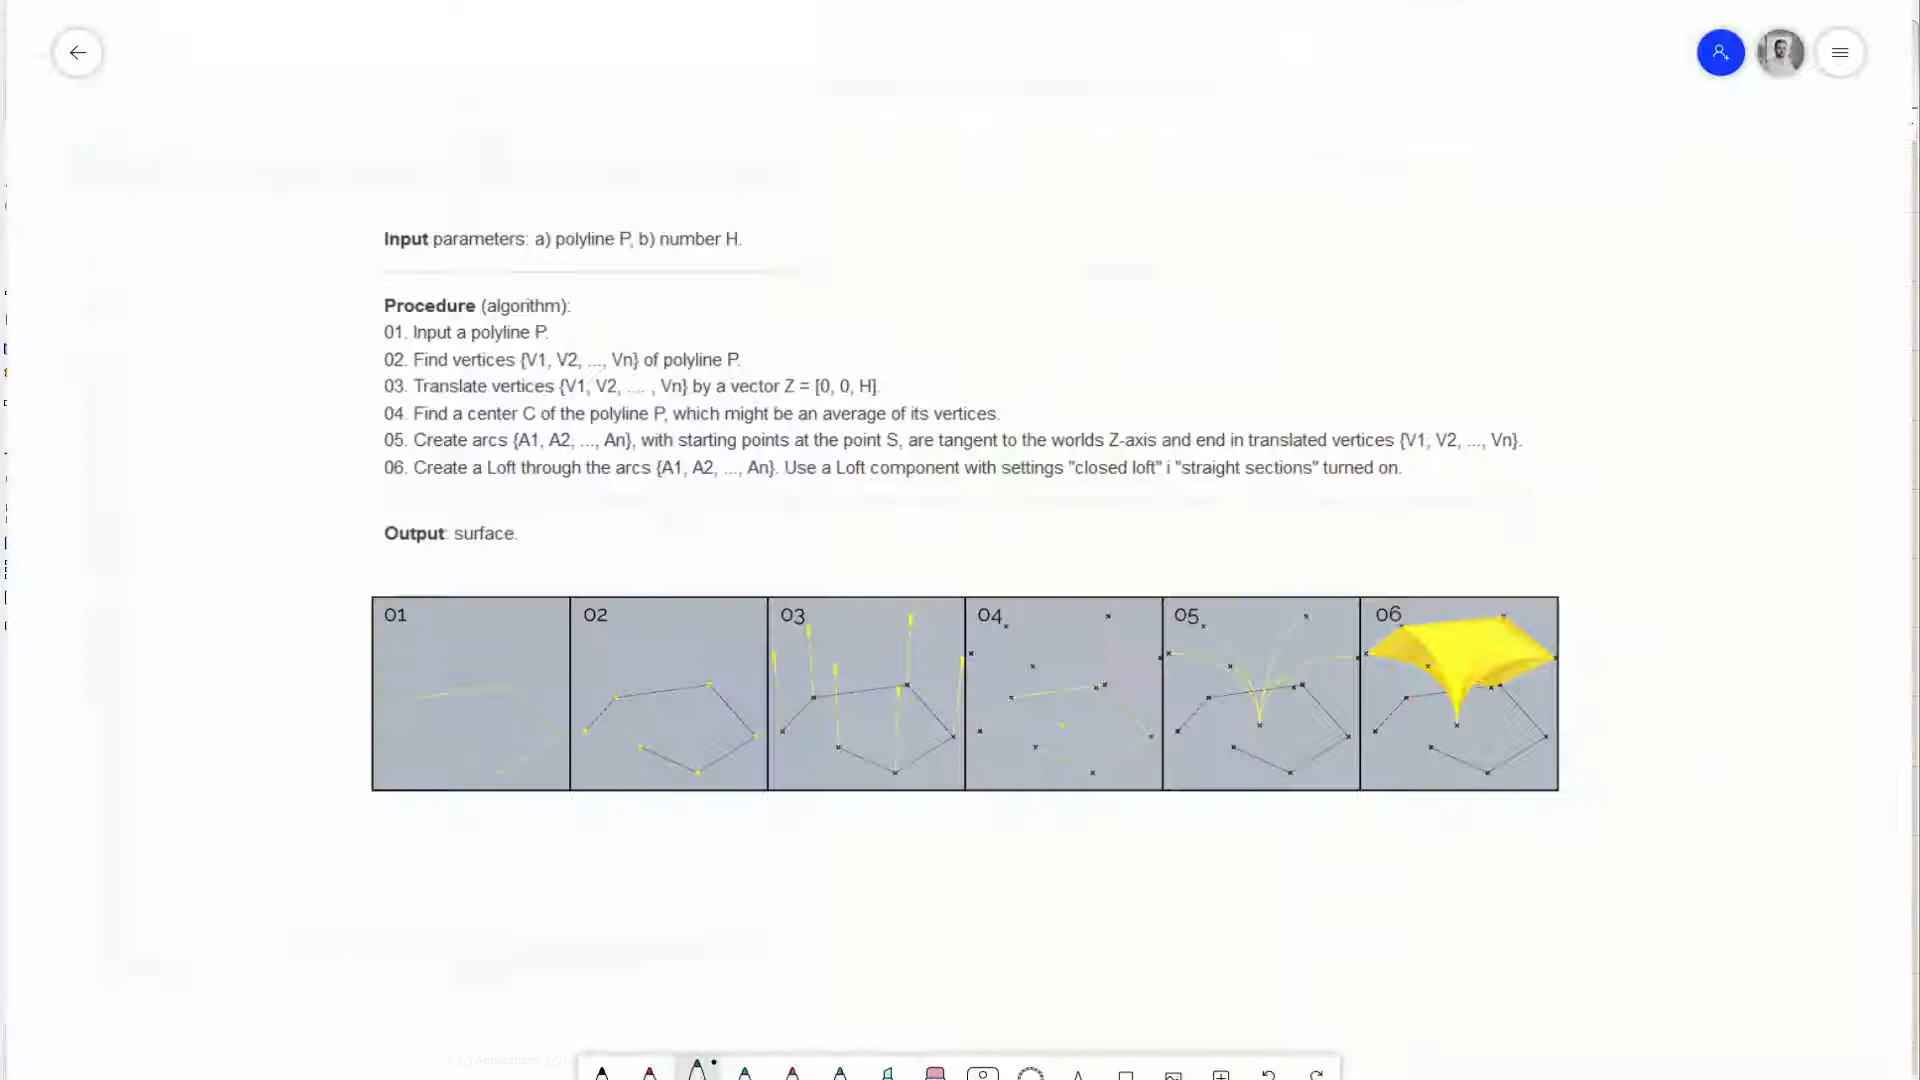 Input parameters: a) polyline P, b) number H.
Procedure (algorithm):
01. Input a polyline P.
02. Find vertices {V1, V2, ..., Vn} of polyline P.
03. Translate vertices {V1, V2, .... , Vn} by a vector Z = [0, 0, H].
04. Find a center C of the polyline P, which might be an average of its vertices.
05. Create arcs {A1, A2, ..., An}, with starting points at the point S, are tangent to the worlds Z-axis and end in translated vertices {V1, V2, ..., Vn}.
06. Create a Loft through the arcs {A1, A2, ..., An}. Use a Loft component with settings "closed loft" i "straight sections" turned on.
Output: surface.
01 02 03 04 05 06
Annotations